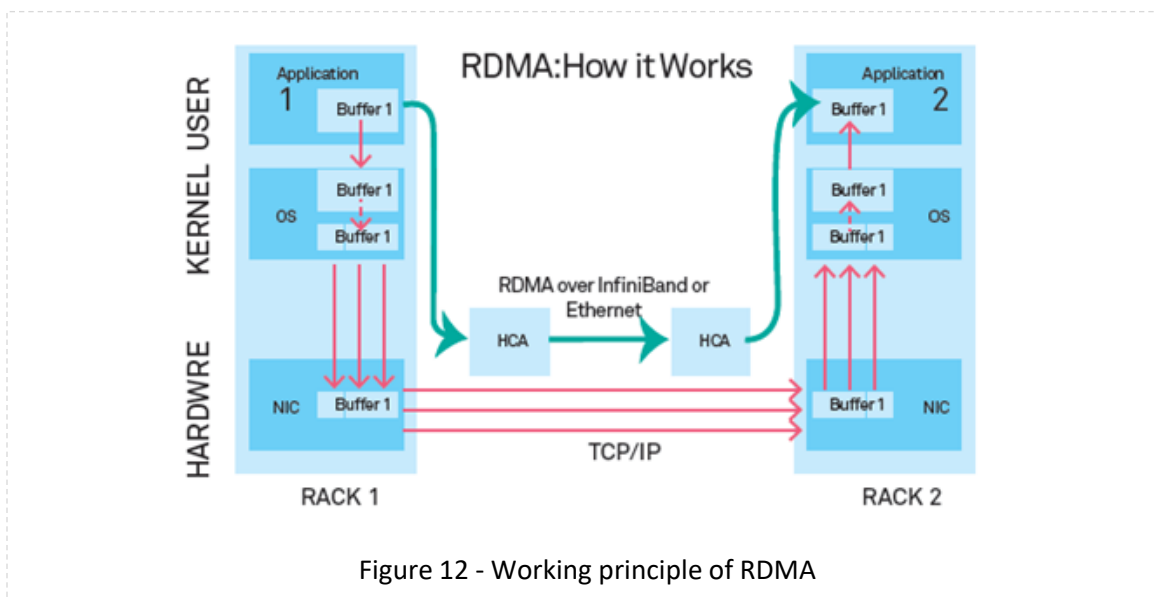 RDMA:How it Works
KERNEL USER
HARDWRE
Application
1
Buffer 1
OS
Buffer 1
Buffer 1
NIC
Buffer 1
RACK 1
RDMA over InfiniBand or
Ethernet
HCA
HCA
TCP/IP
Application
2
Buffer 1
Buffer 1
OS
Buffer 1
Buffer 1
NIC
RACK 2
Figure 12 - Working principle of RDMA